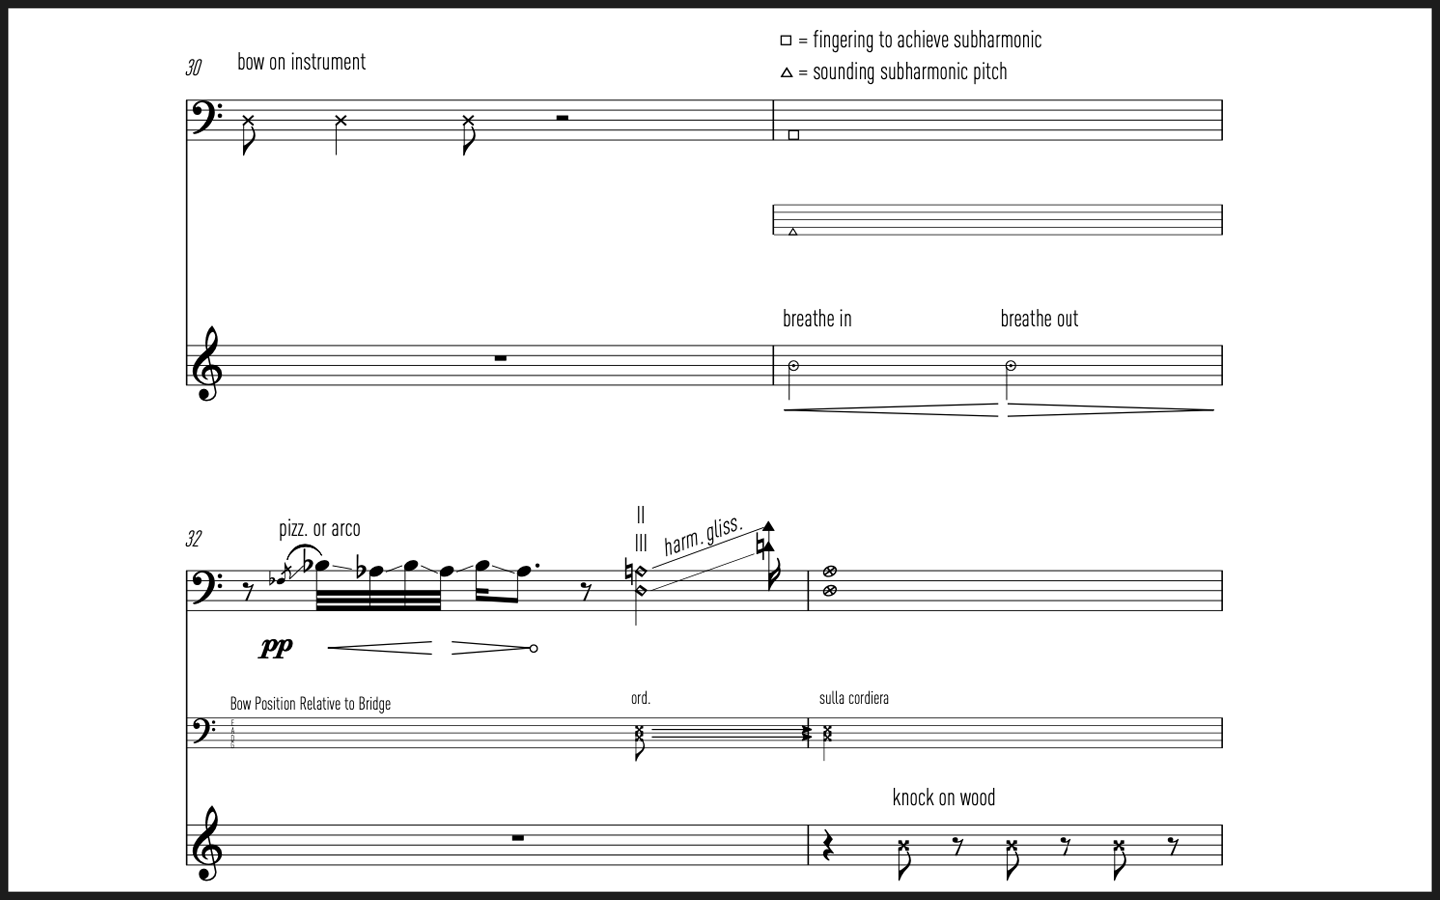 30
bow on instrument
□ = fingering to achieve subharmonic
△ = sounding subharmonic pitch
breathe in
breathe out
32
pizz. or arco
II
III
harm. gliss.
pp
Bow Position Relative to Bridge
ord.
sulla cordiera
knock on wood